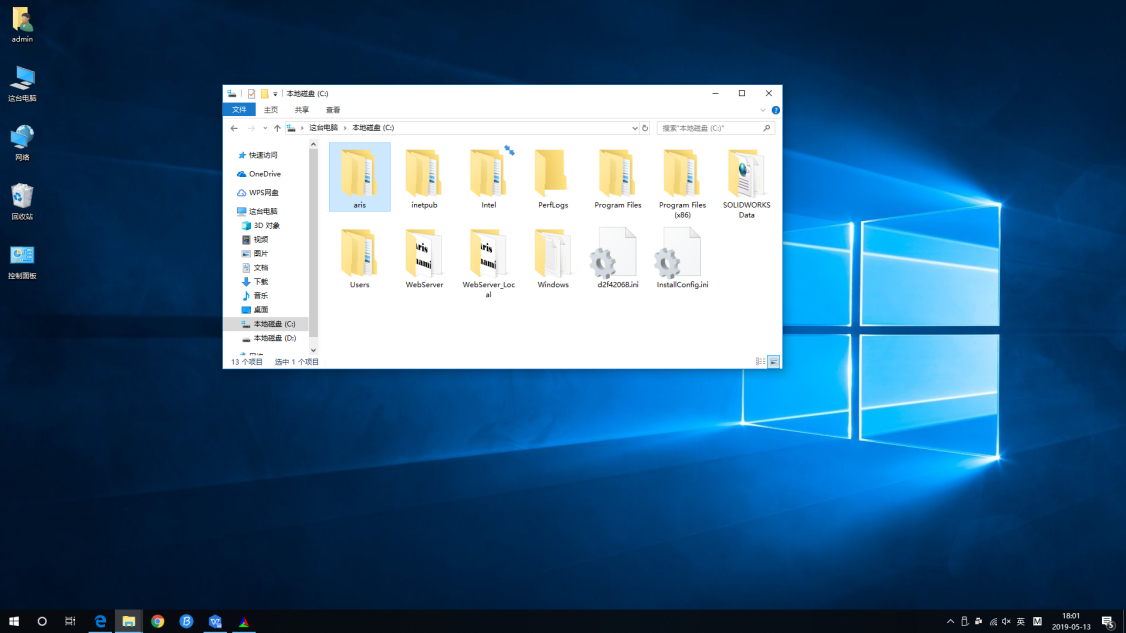 admin
这台电脑
网络
回收站
控制面板
本地磁盘 (C:)
文件 主页 共享 查看
这台电脑 本地磁盘 (C:)
搜索"本地磁盘 (C:)"
快速访问
OneDrive
WPS网盘
这台电脑
3D 对象
视频
图片
文档
下载
音乐
桌面
本地磁盘 (C:)
本地磁盘 (D:)
aris inetpub Intel PerfLogs Program Files Program Files (x86) SOLIDWORKS Data
Users WebServer WebServer_Local Windows d2f42068.ini InstallConfig.ini
13 个项目 选中 1 个项目
英 M 18:01
2019-05-13